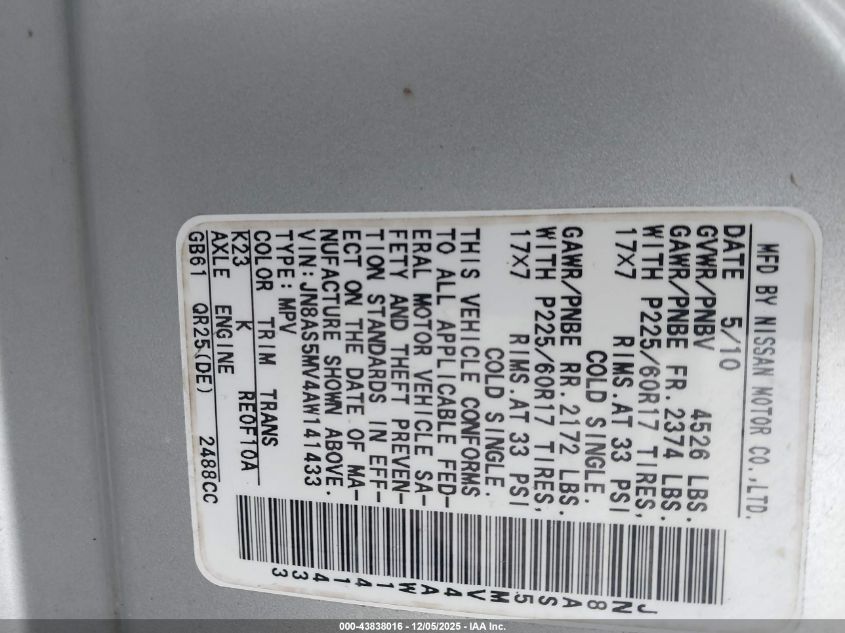 MFD BY NISSAN MOTOR CO.,LTD.
DATE 5/10
GVWR/PNBV 4526 LBS.
GAWR/PNBE FR. 2374 LBS.
WITH P225/60R17 TIRES,
17X7 RIMS.AT 33 PSI
COLD SINGLE.
GAWR/PNBE RR. 2172 LBS.
WITH P225/60R17 TIRES,
17X7 RIMS.AT 33 PSI
COLD SINGLE.
THIS VEHICLE CONFORMS
TO ALL APPLICABLE FED-
ERAL MOTOR VEHICLE SA-
FETY AND THEFT PREVEN-
TION STANDARDS IN EFF-
ECT ON THE DATE OF MA-
NUFACTURE SHOWN ABOVE.
VIN:JN8AS5MV4AW141433
TYPE:MPV
COLOR TRIM TRANS
K23 K RE0F10A
AXLE ENGINE
GB61 QR25(DE) 2488CC
JN8AS5MV4AW141433
000-43838016 - 12/05/2025 - IAA Inc.